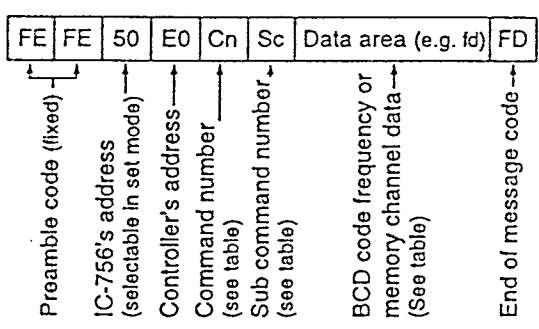 FE FE 50 E0 Cn Sc Data area (e.g. fd) FD
Preamble code (fixed)
IC-756's address
(selectable in set mode)
Controller's address
Command number
(see table)
Sub command number
(see table)
BCD code frequency or
memory channel data
(See table)
End of message code